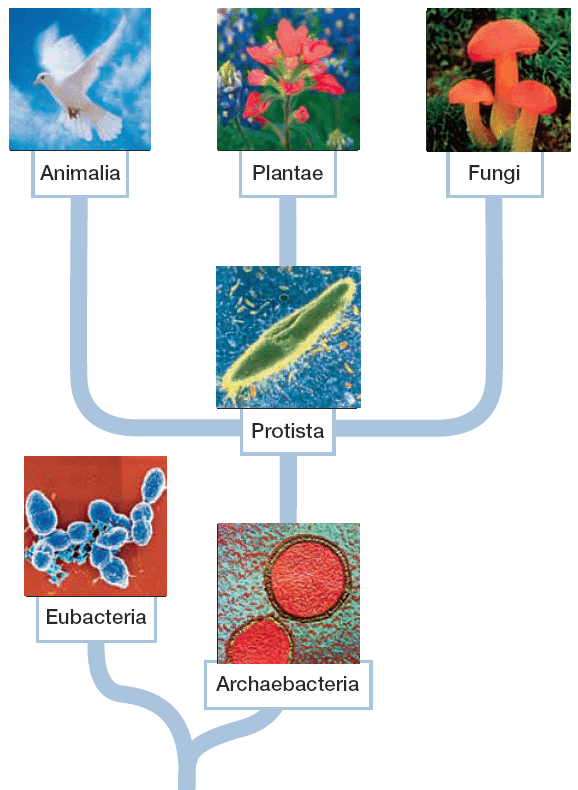 Animalia
Plantae
Fungi
Protista
Eubacteria
Archaebacteria